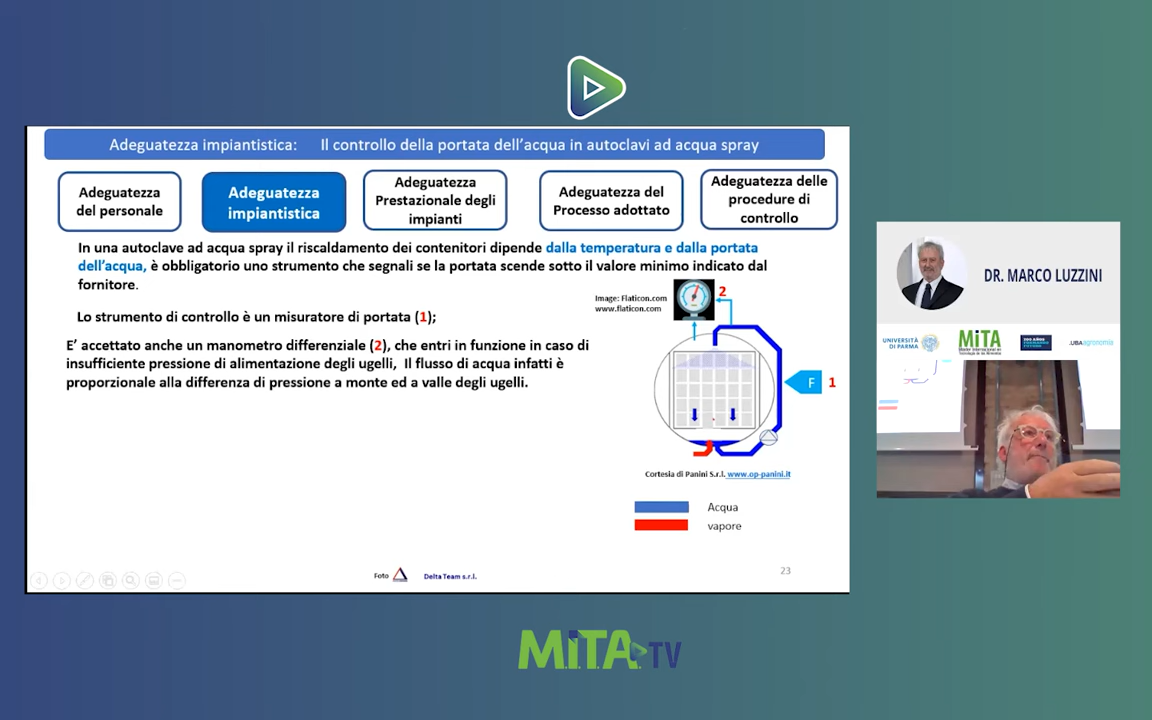 Adeguatezza impiantistica: Il controllo della portata dell'acqua in autoclavi ad acqua spray
Adeguatezza
del personale
Adeguatezza
impiantistica
Adeguatezza
Prestazionale degli
impianti
Adeguatezza del
Processo adottato
Adeguatezza delle
procedure di
controllo
In una autoclave ad acqua spray il riscaldamento dei contenitori dipende dalla temperatura e dalla portata
dell'acqua, è obbligatorio uno strumento che segnali se la portata scende sotto il valore minimo indicato dal
fornitore.
Image: Flaticon.com
www.flaticon.com
2
Lo strumento di controllo è un misuratore di portata (1);
E' accettato anche un manometro differenziale (2), che entri in funzione in caso di
insufficiente pressione di alimentazione degli ugelli, Il flusso di acqua infatti è
proporzionale alla differenza di pressione a monte ed a valle degli ugelli.
F 1
Cortesia di Panini S.r.l. www.op-panini.it
Acqua
vapore
Foto Delta Team s.r.l.
23
DR. MARCO LUZZINI
UNIVERSITÀ
DI PARMA
MiTA
.UBAagronomia
M.i.T.A. TV